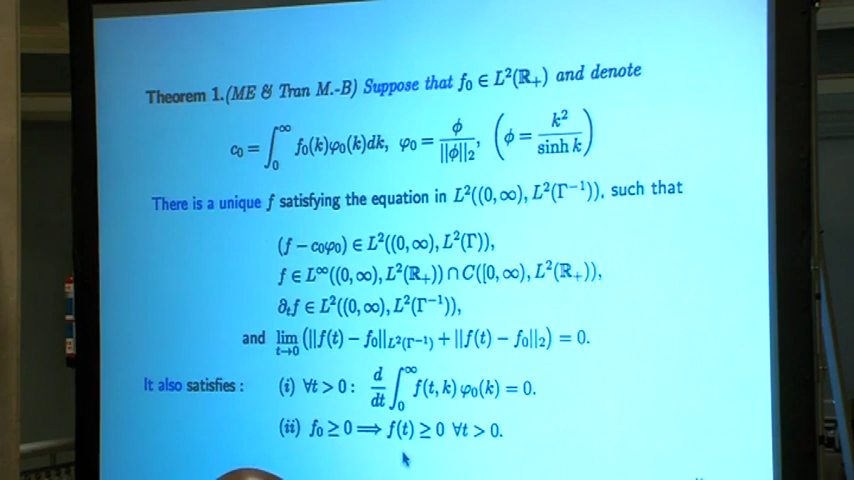 Theorem 1.(ME & Tran M.-B) Suppose that f₀ ∈ L²(ℝ₊) and denote
c₀ = ∫₀^∞ f₀(k)φ₀(k)dk, φ₀ = ϕ/||ϕ||₂, (ϕ = k²/sinh k)
There is a unique f satisfying the equation in L²((0,∞), L²(Γ⁻¹)), such that
(f − c₀φ₀) ∈ L²((0,∞), L²(Γ)),
f ∈ L^∞((0,∞), L²(ℝ₊)) ∩ C([0,∞), L²(ℝ₊)),
∂ₜf ∈ L²((0,∞), L²(Γ⁻¹)),
and lim_{t→0} (||f(t) − f₀||_{L²(Γ⁻¹)} + ||f(t) − f₀||₂) = 0.
It also satisfies : (i) ∀t > 0 : d/dt ∫₀^∞ f(t, k) φ₀(k) = 0.
(ii) f₀ ≥ 0 ⟹ f(t) ≥ 0 ∀t > 0.